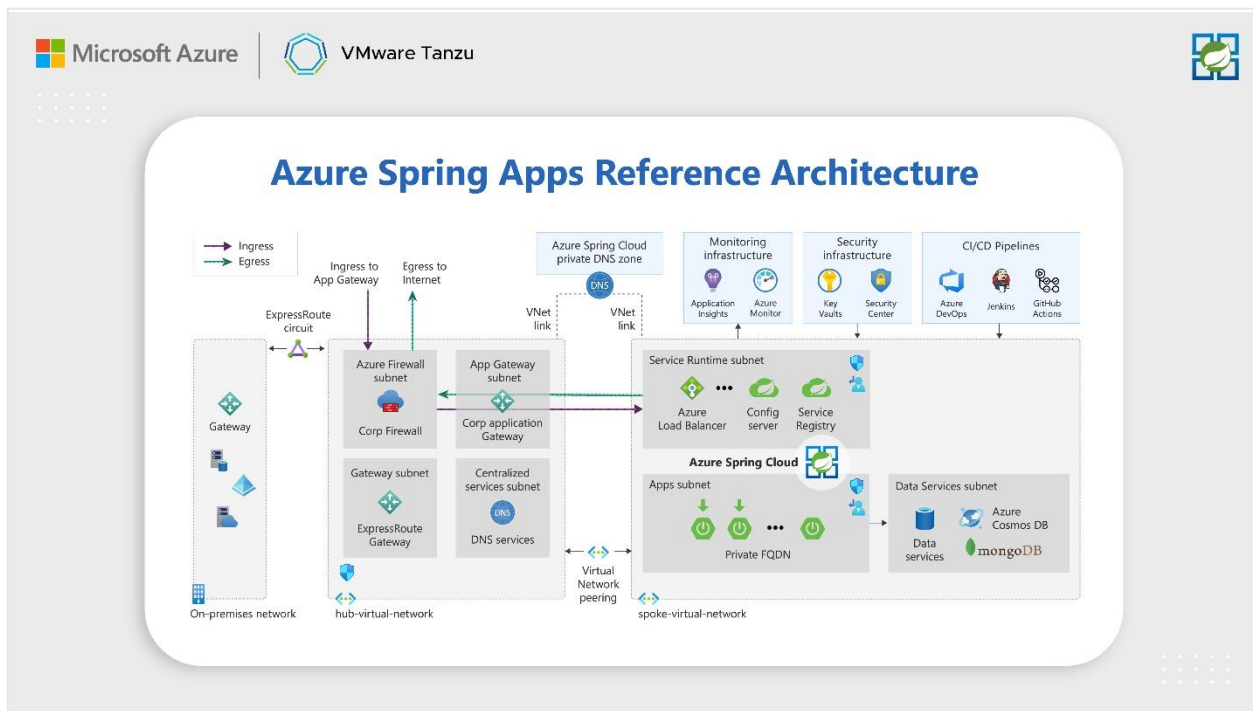 Microsoft Azure
VMware Tanzu
Azure Spring Apps Reference Architecture
Ingress
Egress
Ingress to
App Gateway
Egress to
Internet
Azure Spring Cloud
private DNS zone
DNS
VNet
link
VNet
link
Monitoring
infrastructure
Application
Insights
Azure
Monitor
Security
infrastructure
Key
Vaults
Security
Center
CI/CD Pipelines
Azure
DevOps
Jenkins
GitHub
Actions
ExpressRoute
circuit
Gateway
On-premises network
Azure Firewall
subnet
Corp Firewall
App Gateway
subnet
Corp application
Gateway
Gateway subnet
ExpressRoute
Gateway
Centralized
services subnet
DNS
DNS services
hub-virtual-network
Virtual
Network
peering
Service Runtime subnet
Azure
Load Balancer
Config
server
Service
Registry
Azure Spring Cloud
Apps subnet
Private FQDN
Data Services subnet
Data
services
Azure
Cosmos DB
mongoDB
spoke-virtual-network